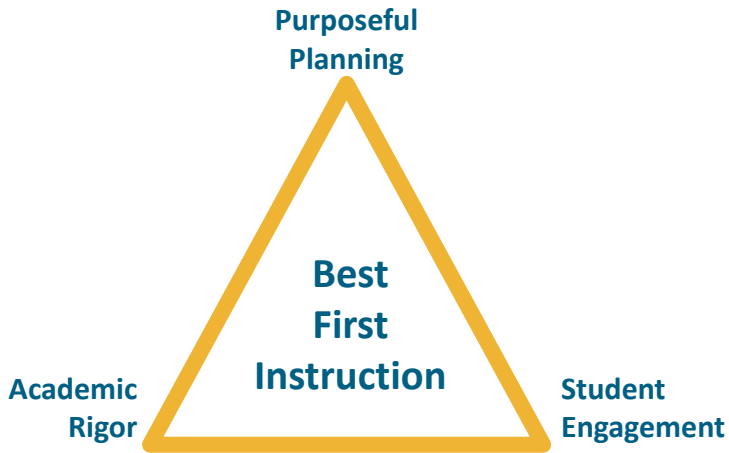 Purposeful
Planning
Best
First
Instruction
Academic
Rigor
Student
Engagement